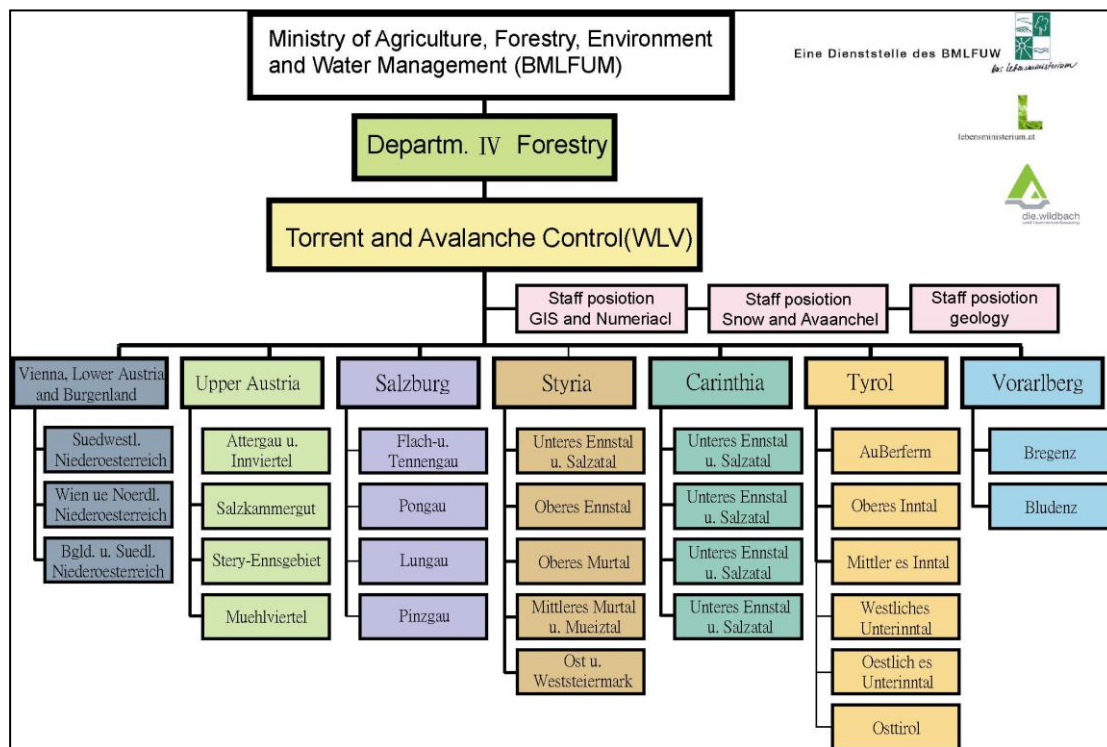 Ministry of Agriculture, Forestry, Environment
and Water Management (BMLFUM)
Eine Dienststelle des BMLFUW
das Lebensministerium
L
lebensministerium.at
die.wildbach
und lawinenverbauung
Departm. IV Forestry
Torrent and Avalanche Control(WLV)
Staff posiotion
GIS and Numeriacl
Staff posiotion
Snow and Avaanchel
Staff posiotion
geology
Vienna, Lower Austria
and Burgenland
Suedwestl.
Niederoesterreich
Wien ue Noerdl.
Niederoesterreich
Bgld. u. Suedl.
Niederoesterreich
Upper Austria
Attergau u.
Innviertel
Salzkammergut
Stery-Ennsgebiet
Muehlviertel
Salzburg
Flach-u.
Tennengau
Pongau
Lungau
Pinzgau
Styria
Unteres Ennstal
u. Salzatal
Oberes Ennstal
Oberes Murtal
Mittleres Murtal
u. Mueiztal
Ost u.
Weststeiermark
Carinthia
Unteres Ennstal
u. Salzatal
Unteres Ennstal
u. Salzatal
Unteres Ennstal
u. Salzatal
Unteres Ennstal
u. Salzatal
Tyrol
AuBerferm
Oberes Inntal
Mittler es Inntal
Westliches
Unterinntal
Oestlich es
Unterinntal
Osttirol
Vorarlberg
Bregenz
Bludenz